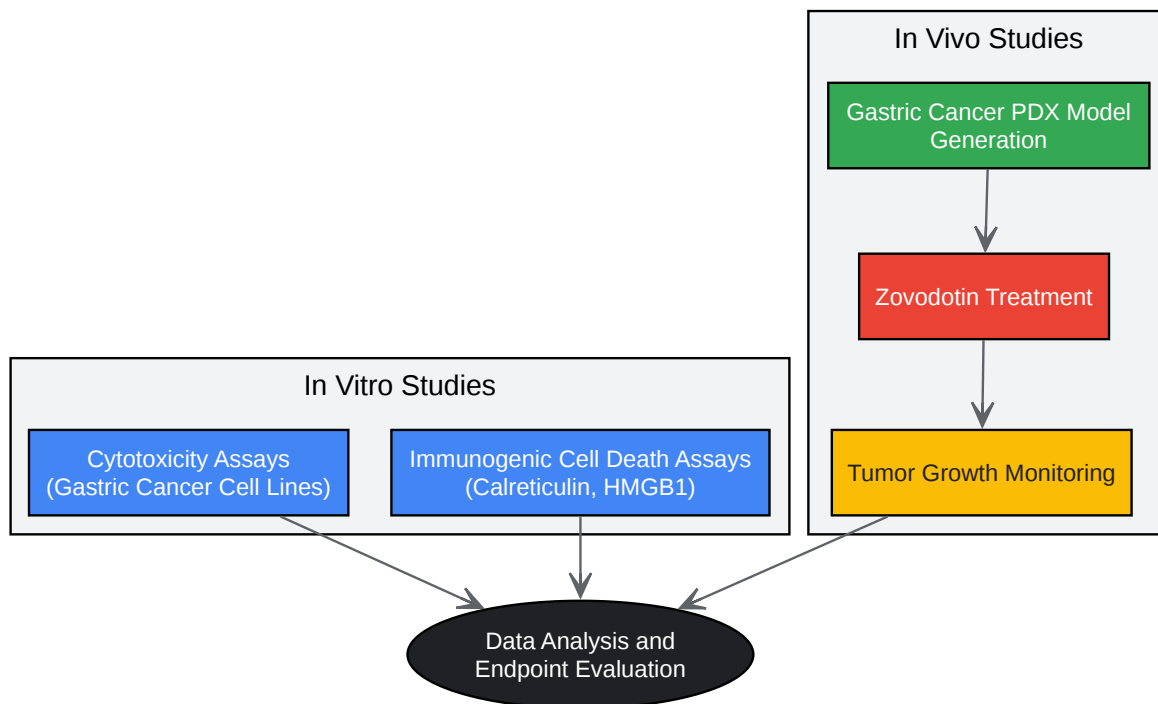 In Vivo Studies
Gastric Cancer PDX Model
Generation
Zovodotin Treatment
Tumor Growth Monitoring
In Vitro Studies
Cytotoxicity Assays
(Gastric Cancer Cell Lines)
Immunogenic Cell Death Assays
(Calreticulin, HMGB1)
Data Analysis and
Endpoint Evaluation